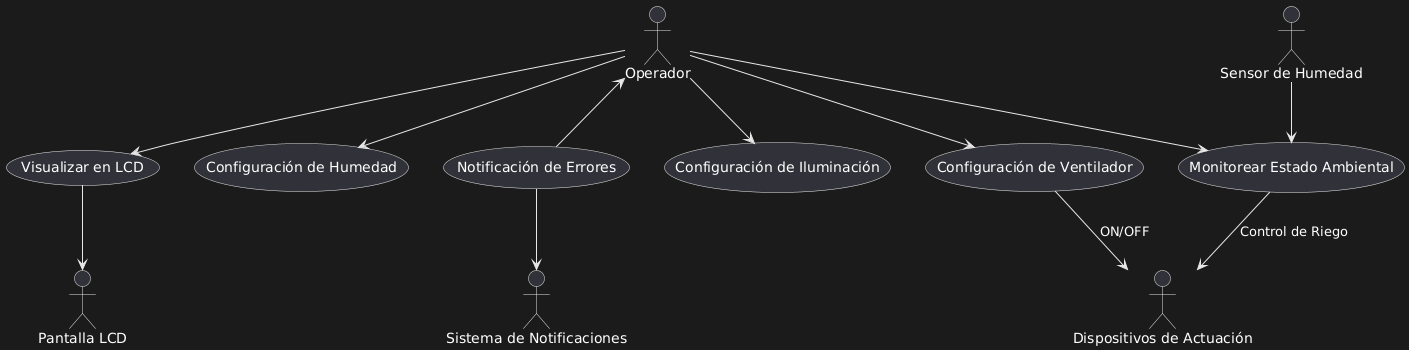 Operador
Sensor de Humedad
Visualizar en LCD
Configuración de Humedad
Notificación de Errores
Configuración de Iluminación
Configuración de Ventilador
Monitorear Estado Ambiental
ON/OFF
Control de Riego
Pantalla LCD
Sistema de Notificaciones
Dispositivos de Actuación